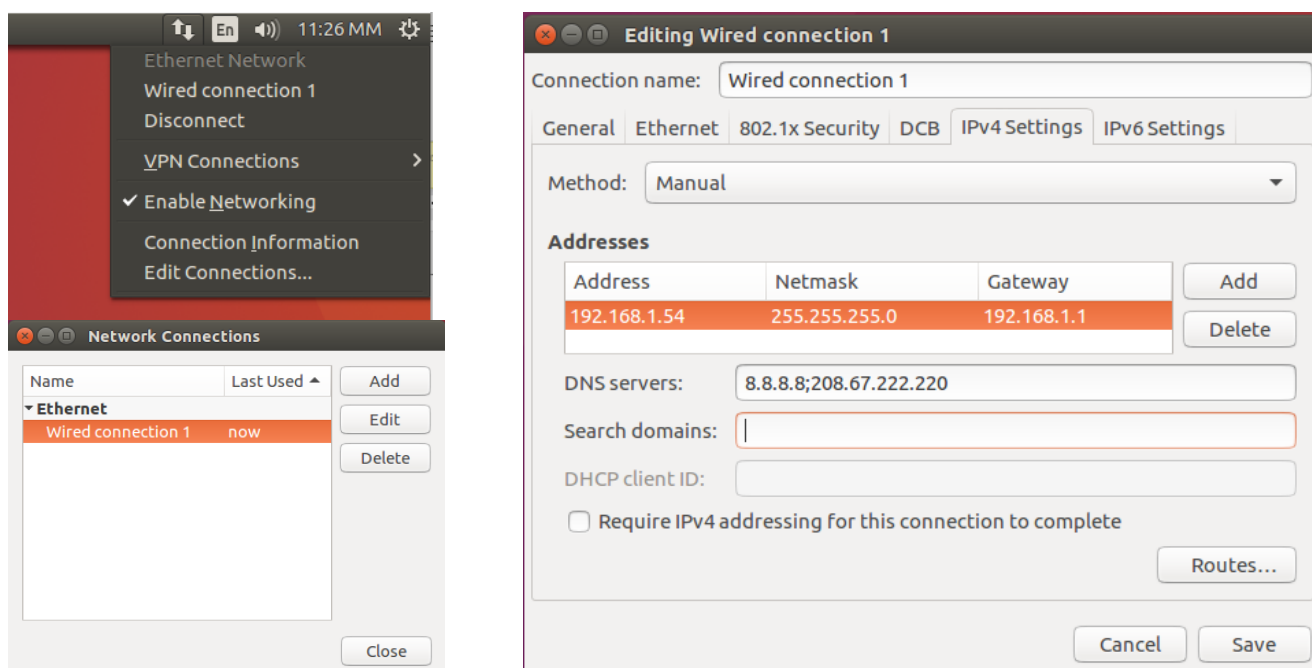 En 11:26 MM
Ethernet Network
Wired connection 1
Disconnect
VPN Connections
Enable Networking
Connection Information
Edit Connections...
Network Connections
Name Last Used Add
Ethernet
Edit
Wired connection 1 now
Delete
Close
Editing Wired connection 1
Connection name: Wired connection 1
General Ethernet 802.1x Security DCB IPv4 Settings IPv6 Settings
Method: Manual
Addresses
Address Netmask Gateway Add
192.168.1.54 255.255.255.0 192.168.1.1
Delete
DNS servers: 8.8.8.8;208.67.222.220
Search domains:
DHCP client ID:
Require IPv4 addressing for this connection to complete
Routes...
Cancel Save